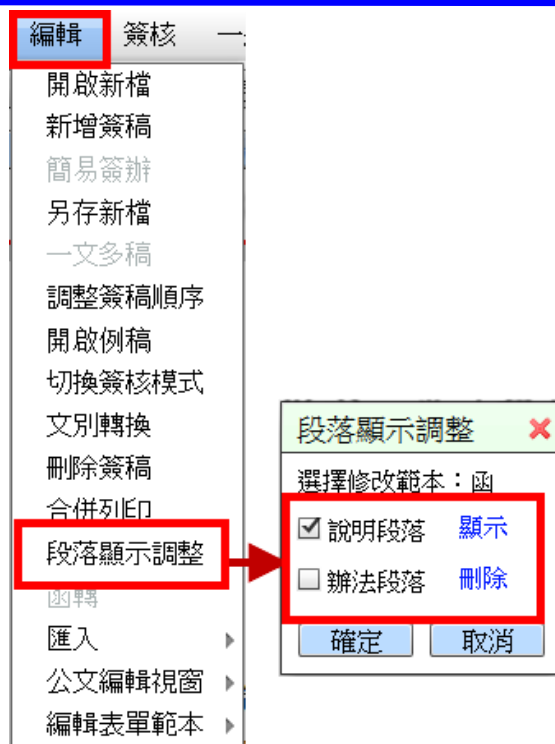 編輯 簽核
開啟新檔
新增簽稿
簡易簽辦
另存新檔
一文多稿
調整簽稿順序
開啟例稿
切換簽核模式
文別轉換
刪除簽稿
合併列印
段落顯示調整
函轉
匯入
公文編輯視窗
編輯表單範本
段落顯示調整
選擇修改範本：函
說明段落 顯示
辦法段落 刪除
確定 取消